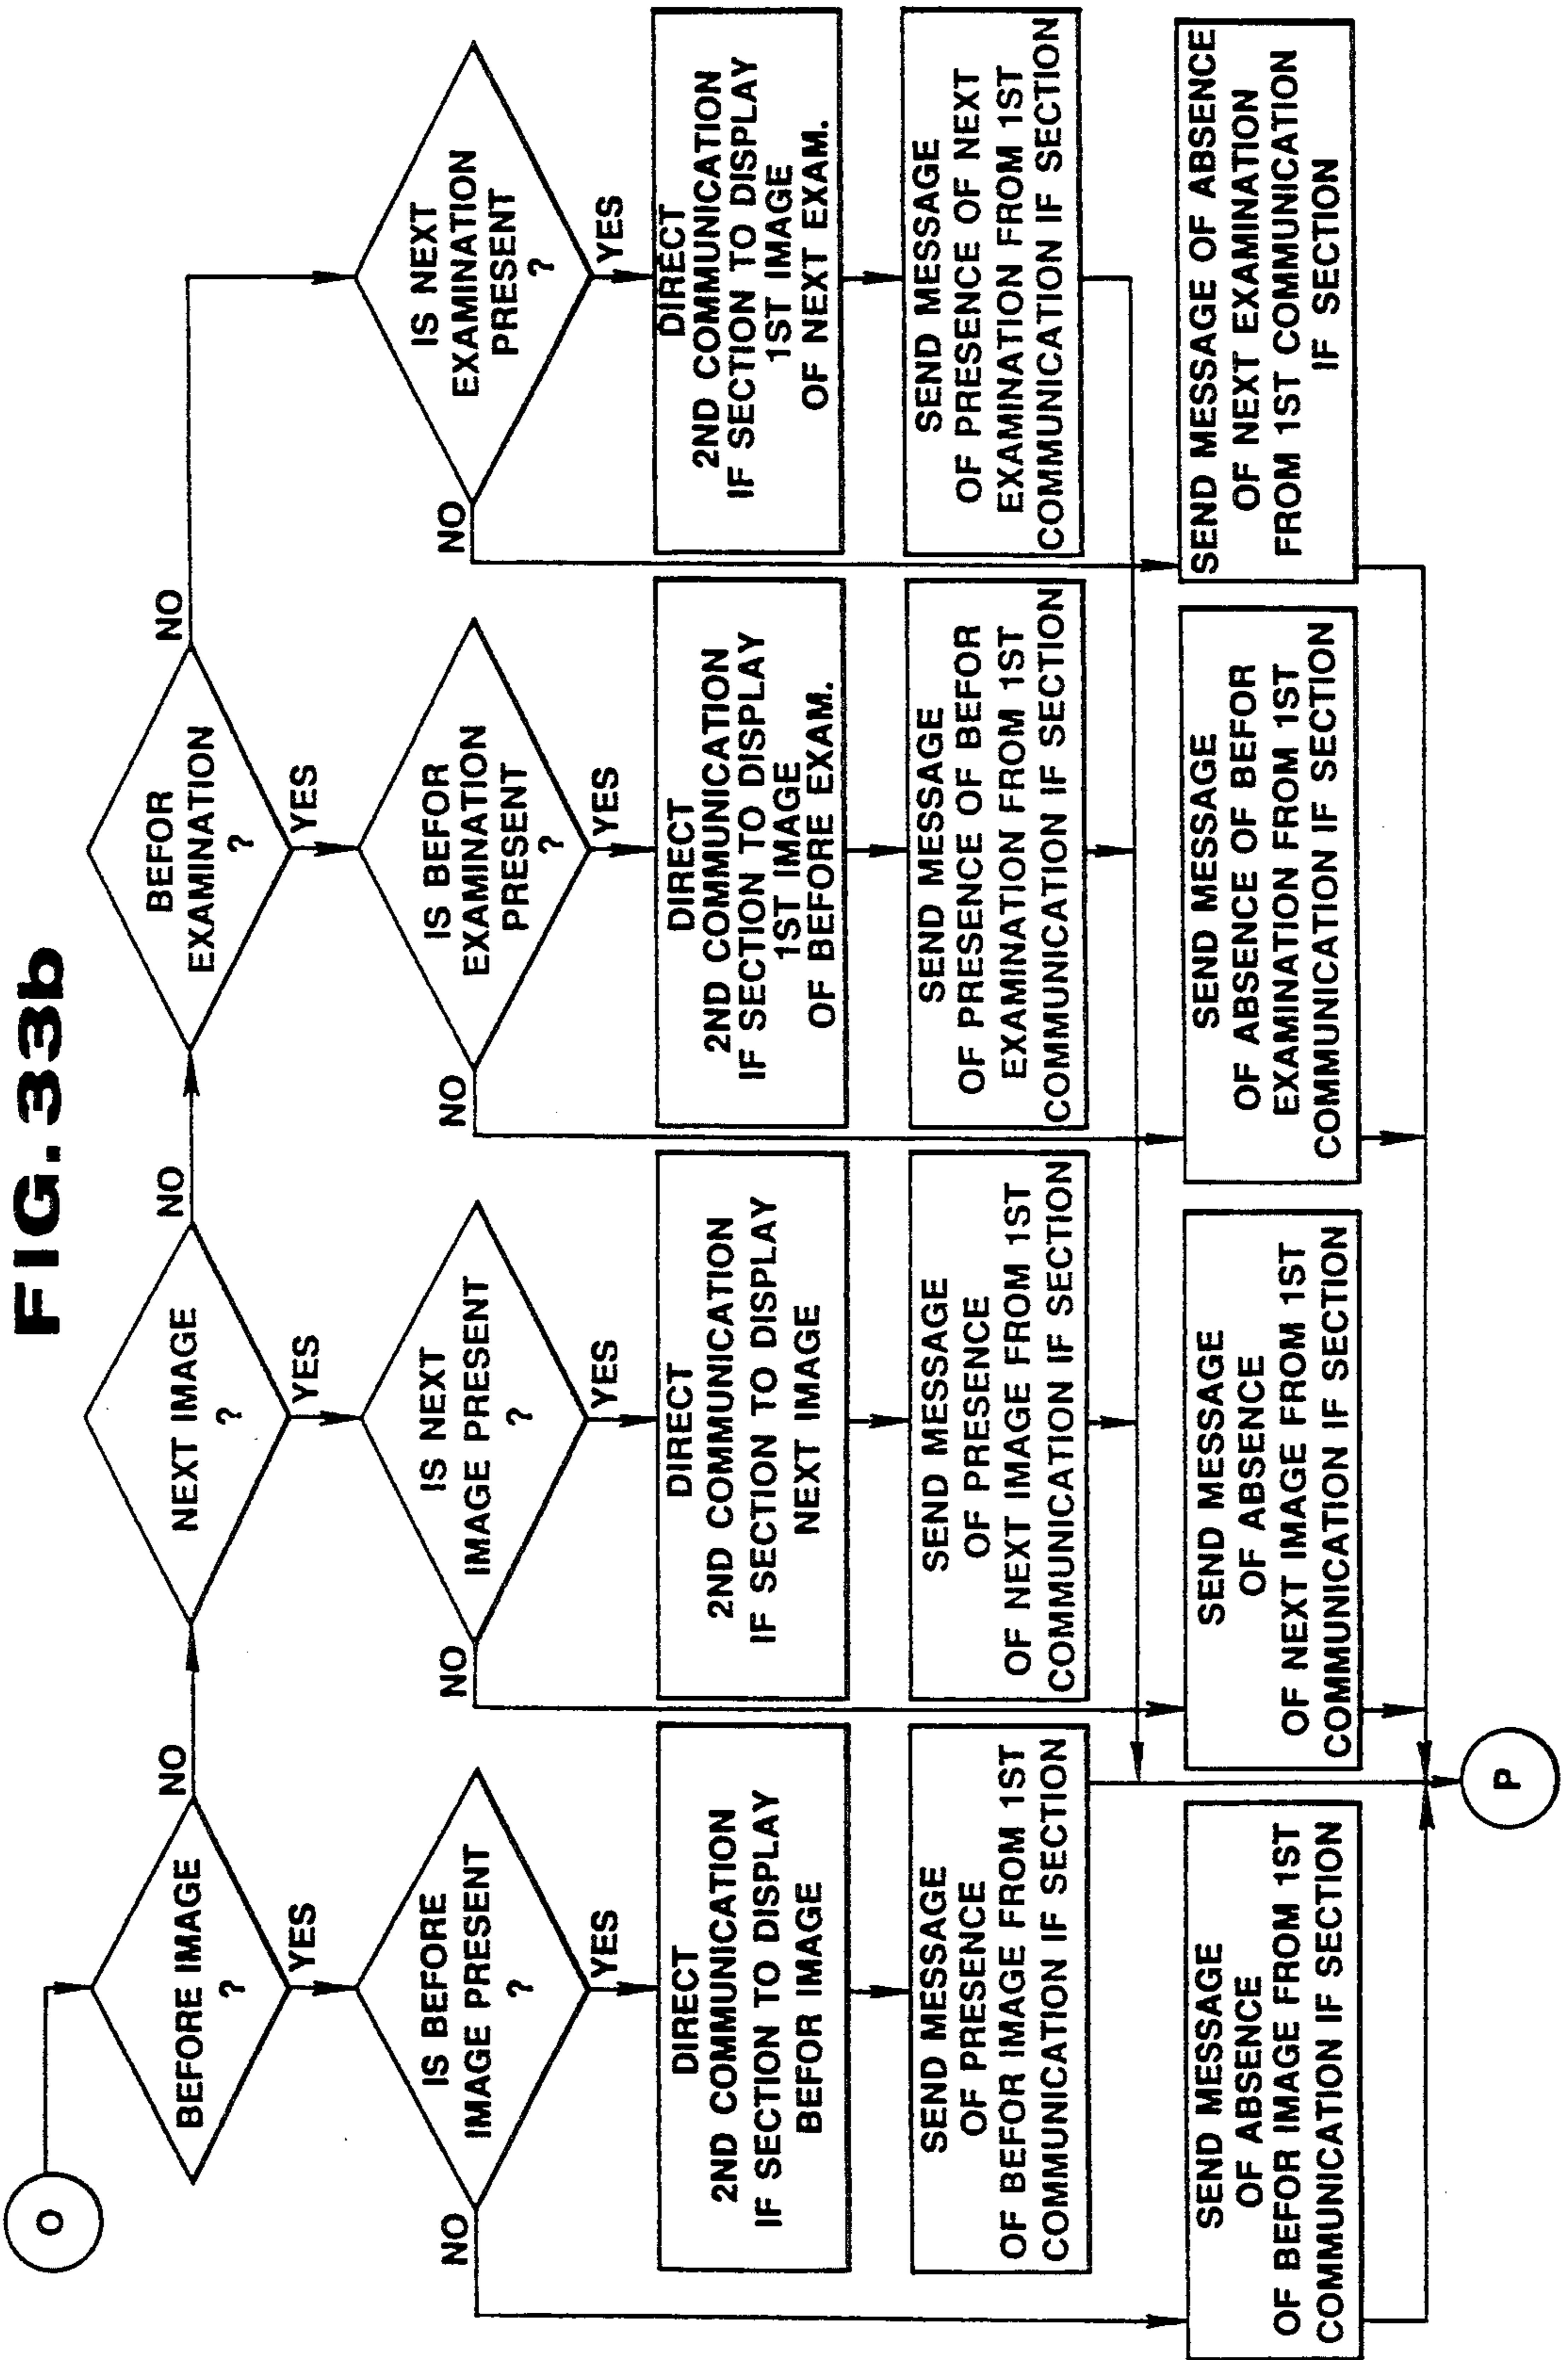 FIG. 33b
O
BEFORE IMAGE
?
NO
YES
IS BEFORE
IMAGE PRESENT
?
NO
YES
DIRECT
2ND COMMUNICATION
IF SECTION TO DISPLAY
BEFOR IMAGE
SEND MESSAGE
OF PRESENCE
OF BEFOR IMAGE FROM 1ST
COMMUNICATION IF SECTION
SEND MESSAGE
OF ABSENCE
OF BEFOR IMAGE FROM 1ST
COMMUNICATION IF SECTION
NEXT IMAGE
?
NO
YES
IS NEXT
IMAGE PRESENT
?
NO
YES
DIRECT
2ND COMMUNICATION
IF SECTION TO DISPLAY
NEXT IMAGE
SEND MESSAGE
OF PRESENCE
OF NEXT IMAGE FROM 1ST
COMMUNICATION IF SECTION
SEND MESSAGE
OF ABSENCE
OF NEXT IMAGE FROM 1ST
COMMUNICATION IF SECTION
BEFOR
EXAMINATION
?
NO
YES
IS BEFOR
EXAMINATION
PRESENT
?
NO
YES
DIRECT
2ND COMMUNICATION
IF SECTION TO DISPLAY
1ST IMAGE
OF BEFORE EXAM.
SEND MESSAGE
OF PRESENCE OF BEFOR
EXAMINATION FROM 1ST
COMMUNICATION IF SECTION
SEND MESSAGE
OF ABSENCE OF BEFOR
EXAMINATION FROM 1ST
COMMUNICATION IF SECTION
IS NEXT
EXAMINATION
PRESENT
?
NO
YES
DIRECT
2ND COMMUNICATION
IF SECTION TO DISPLAY
1ST IMAGE
OF NEXT EXAM.
SEND MESSAGE
OF PRESENCE OF NEXT
EXAMINATION FROM 1ST
COMMUNICATION IF SECTION
SEND MESSAGE OF ABSENCE
OF NEXT EXAMINATION
FROM 1ST COMMUNICATION
IF SECTION
P